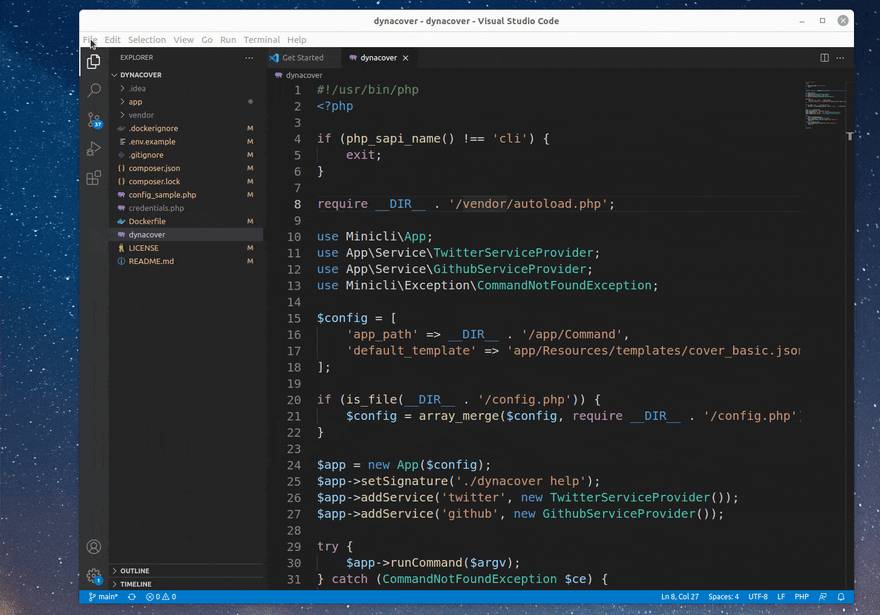 dynacover - dynacover - Visual Studio Code
File Edit Selection View Go Run Terminal Help
EXPLORER
DYNACOVER
.idea
app
vendor
.dockerignore M
.env.example M
.gitignore M
composer.json M
composer.lock M
config_sample.php M
credentials.php
Dockerfile M
dynacover
LICENSE M
README.md M
OUTLINE
TIMELINE
37
1
Get Started dynacover
dynacover
1 #!/usr/bin/php
2 <?php
3
4 if (php_sapi_name() !== 'cli') {
5 exit;
6 }
7
8 require __DIR__ . '/vendor/autoload.php';
9
10 use Minicli\App;
11 use App\Service\TwitterServiceProvider;
12 use App\Service\GithubServiceProvider;
13 use Minicli\Exception\CommandNotFoundException;
14
15 $config = [
16 'app_path' => __DIR__ . '/app/Command',
17 'default_template' => 'app/Resources/templates/cover_basic.json
18 ];
19
20 if (is_file(__DIR__ . '/config.php')) {
21 $config = array_merge($config, require __DIR__ . '/config.php')
22 }
23
24 $app = new App($config);
25 $app->setSignature('./dynacover help');
26 $app->addService('twitter', new TwitterServiceProvider());
27 $app->addService('github', new GithubServiceProvider());
28
29 try {
30 $app->runCommand($argv);
31 } catch (CommandNotFoundException $ce) {
main* 0 0 Ln 8, Col 27 Spaces: 4 UTF-8 LF PHP